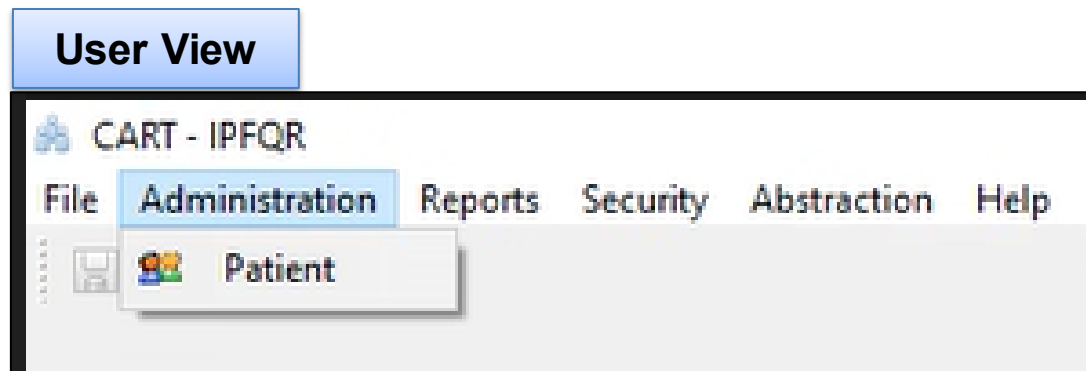 User View
CART - IPFQR
File Administration Reports Security Abstraction Help
Patient